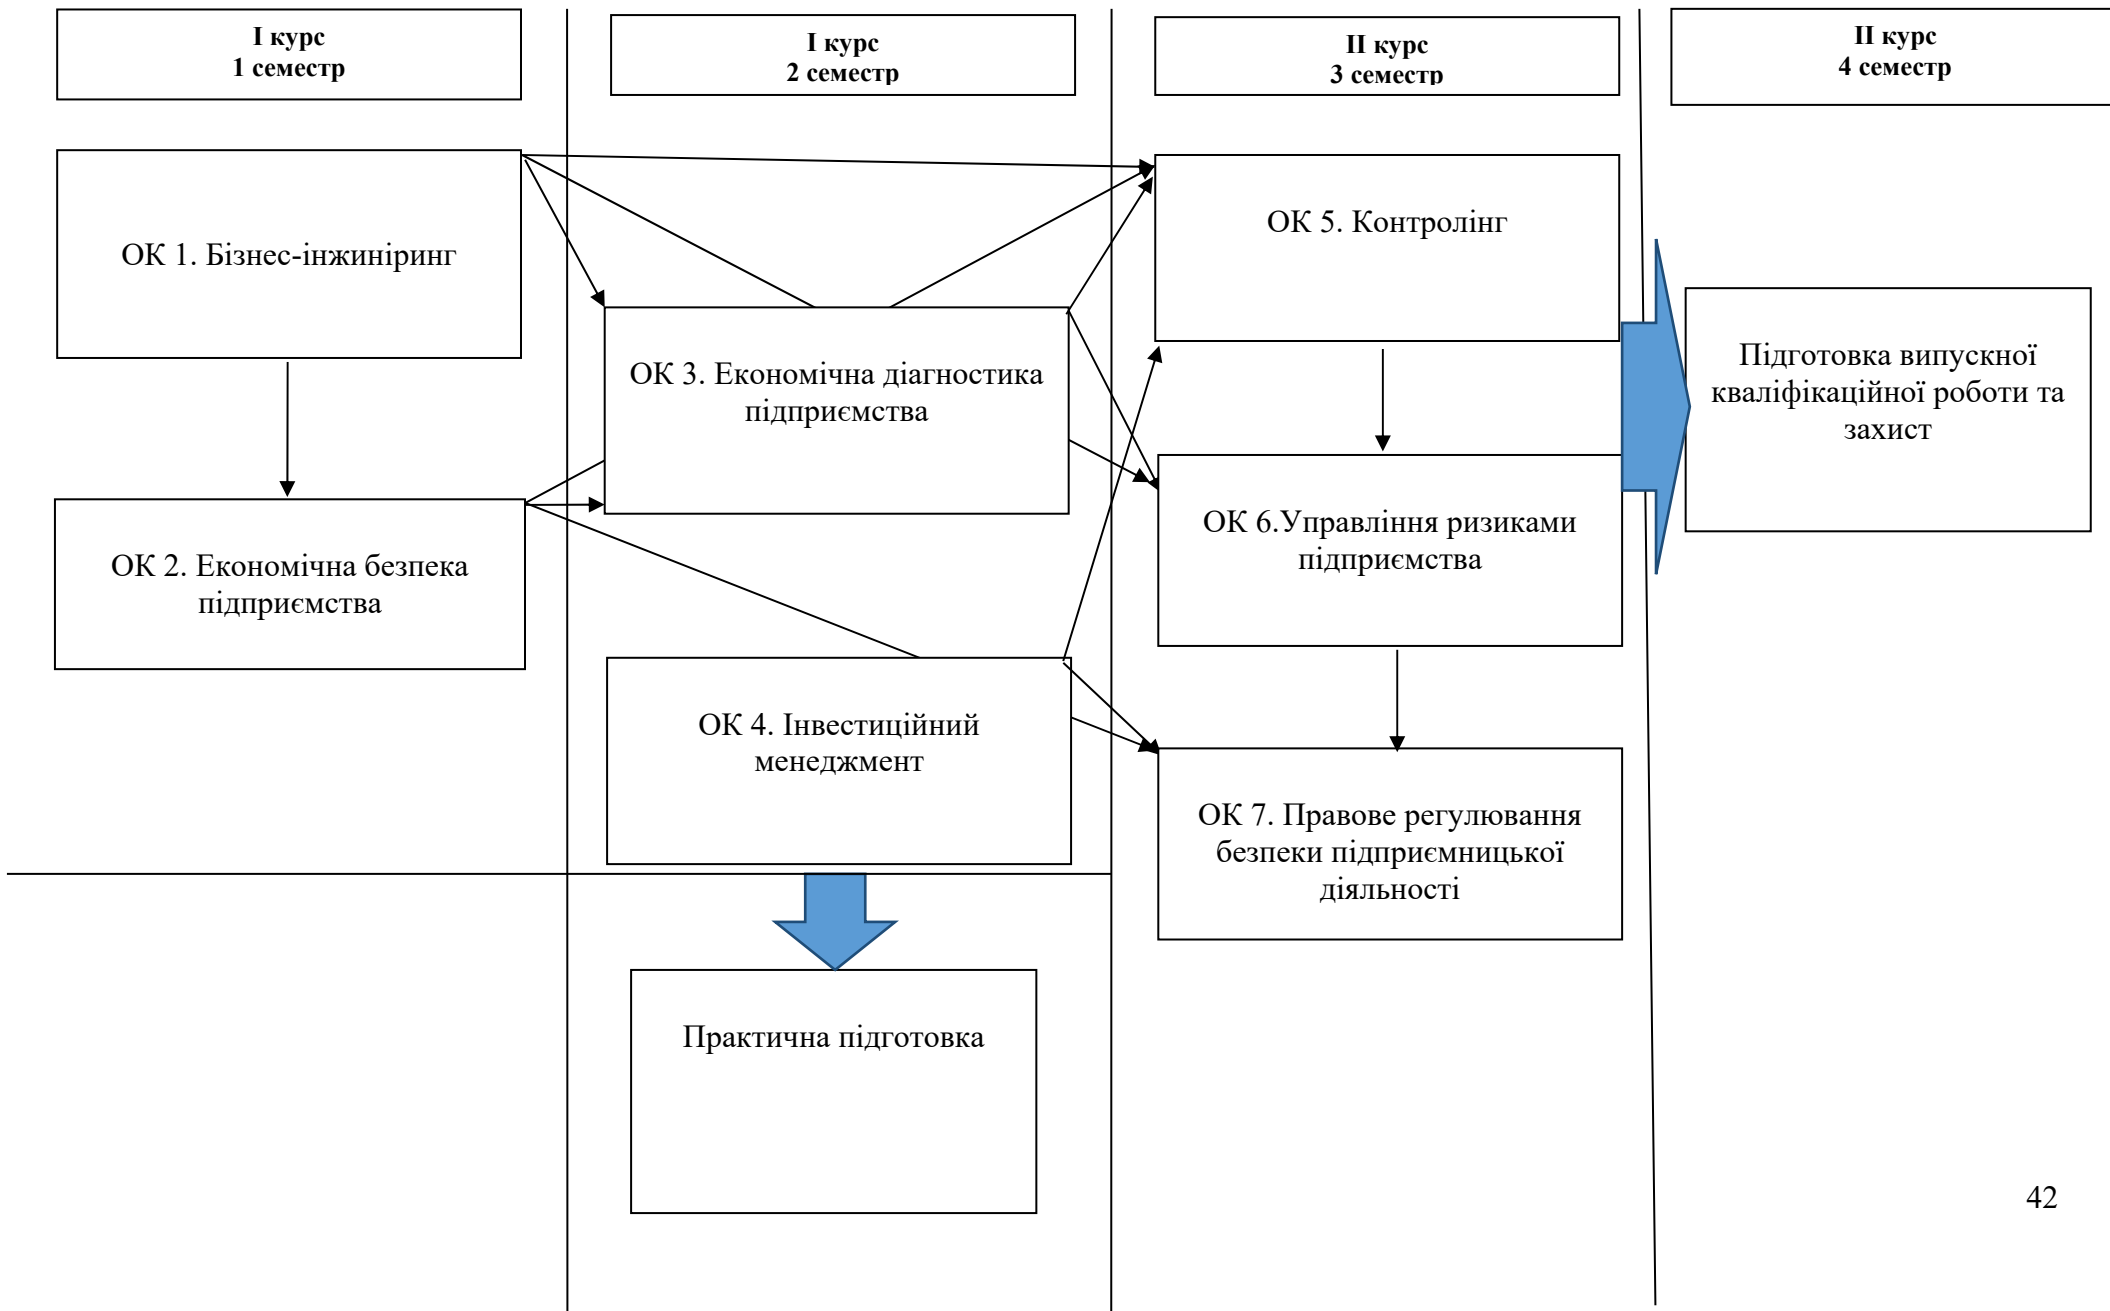 І курс
1 семестр
І курс
2 семестр
ІІ курс
3 семестр
ІІ курс
4 семестр
ОК 1. Бізнес-інжиніринг
ОК 2. Економічна безпека
підприємства
ОК 3. Економічна діагностика
підприємства
ОК 4. Інвестиційний
менеджмент
Практична підготовка
ОК 5. Контролінг
ОК 6.Управління ризиками
підприємства
ОК 7. Правове регулювання
безпеки підприємницької
діяльності
Підготовка випускної
кваліфікаційної роботи та
захист
42